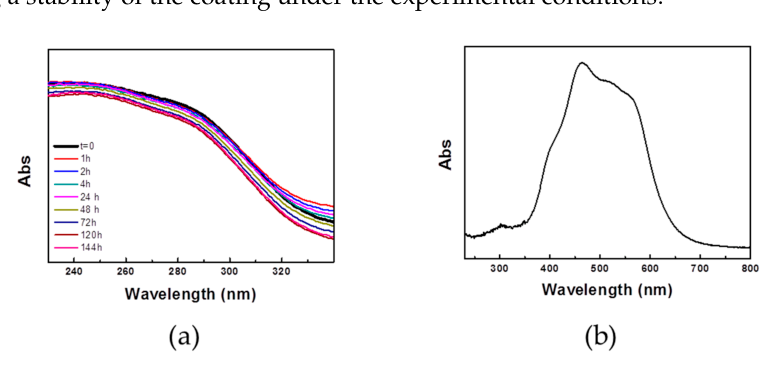 a stability of the coating under the experimental conditions.
Abs
t=0
1h
2h
4h
24 h
48 h
72h
120h
144h
240 260 280 300 320
Wavelength (nm)
(a)
Abs
300 400 500 600 700 800
Wavelength (nm)
(b)